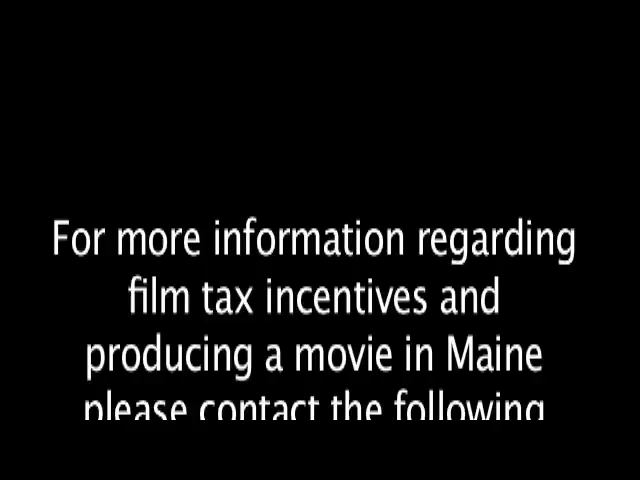 For more information regarding
film tax incentives and
producing a movie in Maine
please contact the following